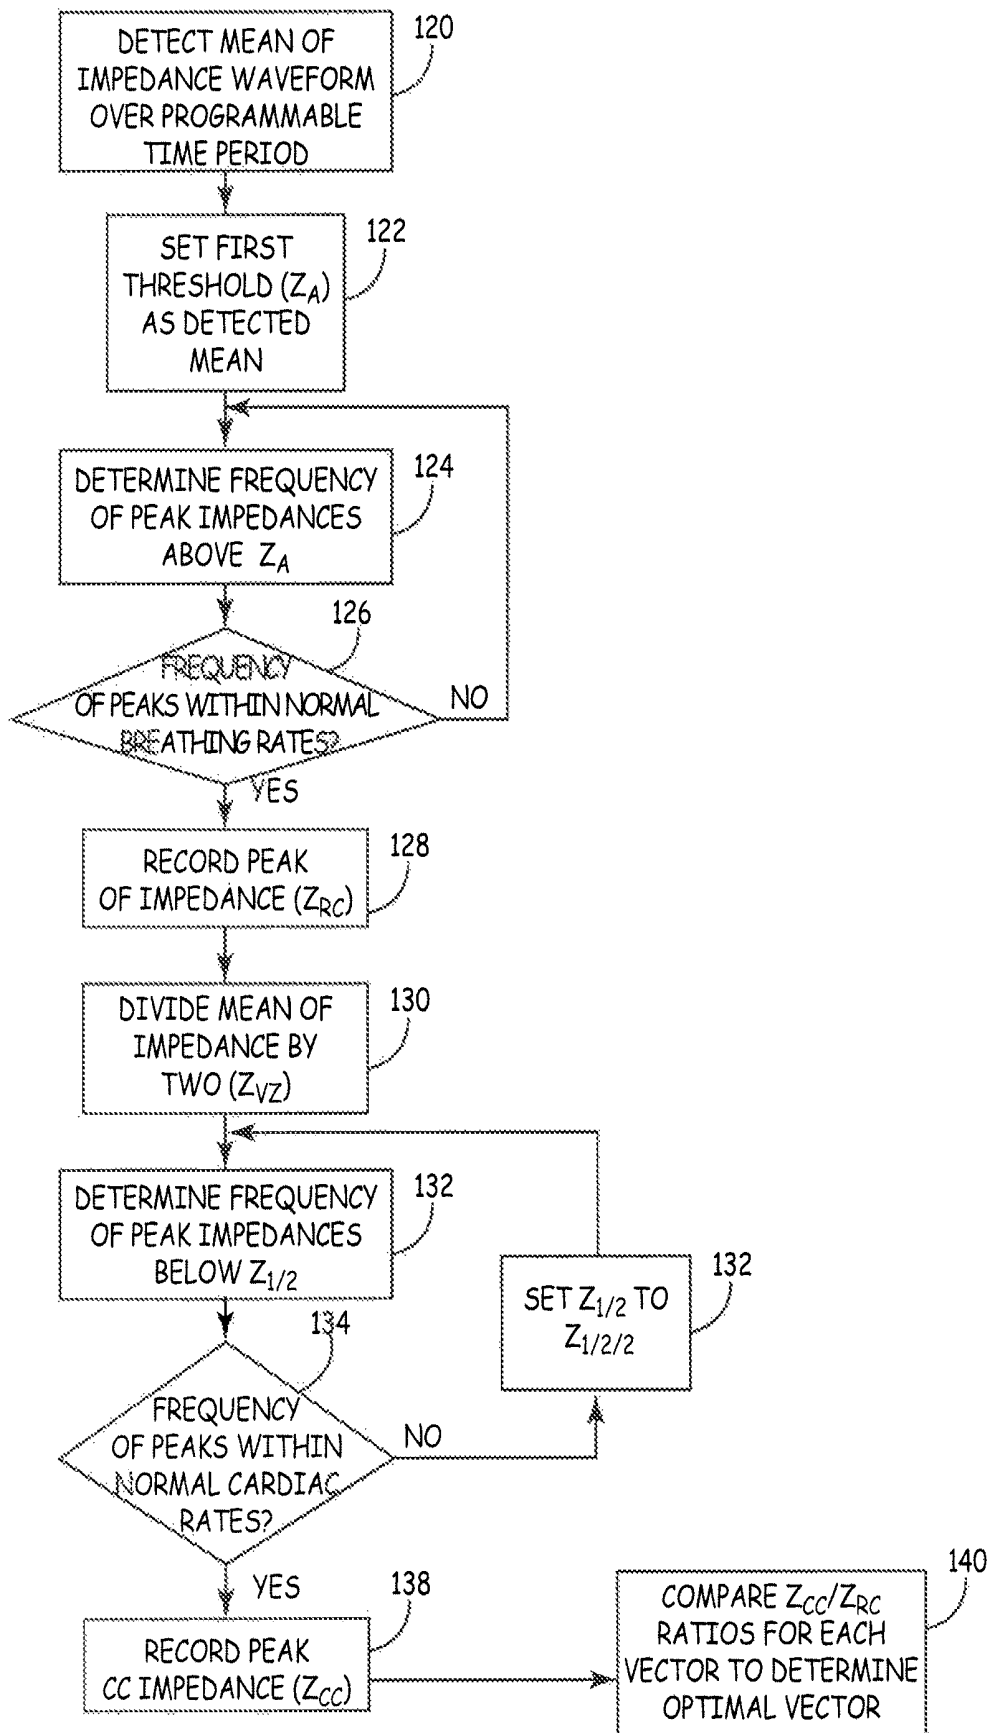 DETECT MEAN OF
IMPEDANCE WAVEFORM
OVER PROGRAMMABLE
TIME PERIOD
120
SET FIRST
THRESHOLD (ZA)
AS DETECTED
MEAN
122
DETERMINE FREQUENCY
OF PEAK IMPEDANCES
ABOVE ZA
124
126
FREQUENCY
OF PEAKS WITHIN NORMAL
BREATHING RATES?
NO
YES
RECORD PEAK
OF IMPEDANCE (ZRC)
128
DIVIDE MEAN OF
IMPEDANCE BY
TWO (ZVZ)
130
DETERMINE FREQUENCY
OF PEAK IMPEDANCES
BELOW Z1/2
132
SET Z1/2 TO
Z1/2/2
132
134
FREQUENCY
OF PEAKS WITHIN
NORMAL CARDIAC
RATES?
NO
YES
RECORD PEAK
CC IMPEDANCE (ZCC)
138
COMPARE ZCC/ZRC
RATIOS FOR EACH
VECTOR TO DETERMINE
OPTIMAL VECTOR
140